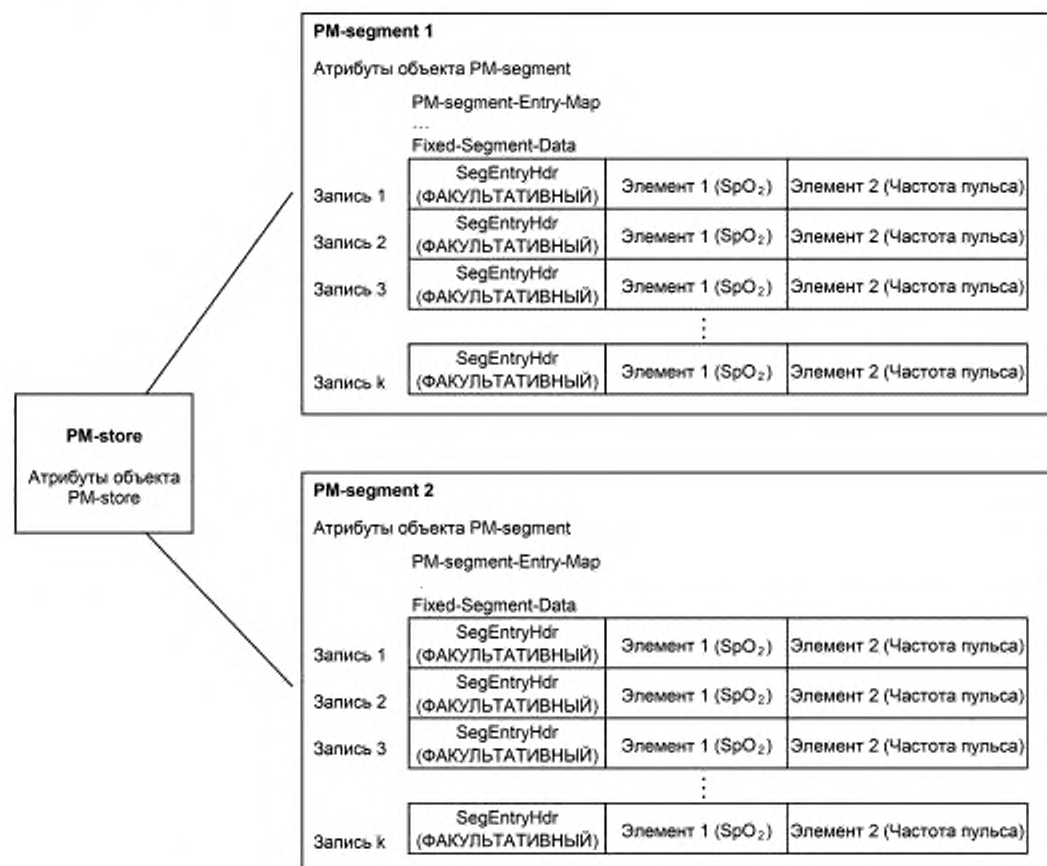 PM-segment 1
Атрибуты объекта PM-segment
PM-segment-Entry-Map
...
Fixed-Segment-Data
Запись 1
SegEntryHdr
(ФАКУЛЬТАТИВНЫЙ)
Элемент 1 (SpO₂)
Элемент 2 (Частота пульса)
Запись 2
SegEntryHdr
(ФАКУЛЬТАТИВНЫЙ)
Элемент 1 (SpO₂)
Элемент 2 (Частота пульса)
Запись 3
SegEntryHdr
(ФАКУЛЬТАТИВНЫЙ)
Элемент 1 (SpO₂)
Элемент 2 (Частота пульса)
⋮
Запись k
SegEntryHdr
(ФАКУЛЬТАТИВНЫЙ)
Элемент 1 (SpO₂)
Элемент 2 (Частота пульса)
PM-store
Атрибуты объекта
PM-store
PM-segment 2
Атрибуты объекта PM-segment
PM-segment-Entry-Map
.
Fixed-Segment-Data
Запись 1
SegEntryHdr
(ФАКУЛЬТАТИВНЫЙ)
Элемент 1 (SpO₂)
Элемент 2 (Частота пульса)
Запись 2
SegEntryHdr
(ФАКУЛЬТАТИВНЫЙ)
Элемент 1 (SpO₂)
Элемент 2 (Частота пульса)
Запись 3
SegEntryHdr
(ФАКУЛЬТАТИВНЫЙ)
Элемент 1 (SpO₂)
Элемент 2 (Частота пульса)
⋮
Запись k
SegEntryHdr
(ФАКУЛЬТАТИВНЫЙ)
Элемент 1 (SpO₂)
Элемент 2 (Частота пульса)